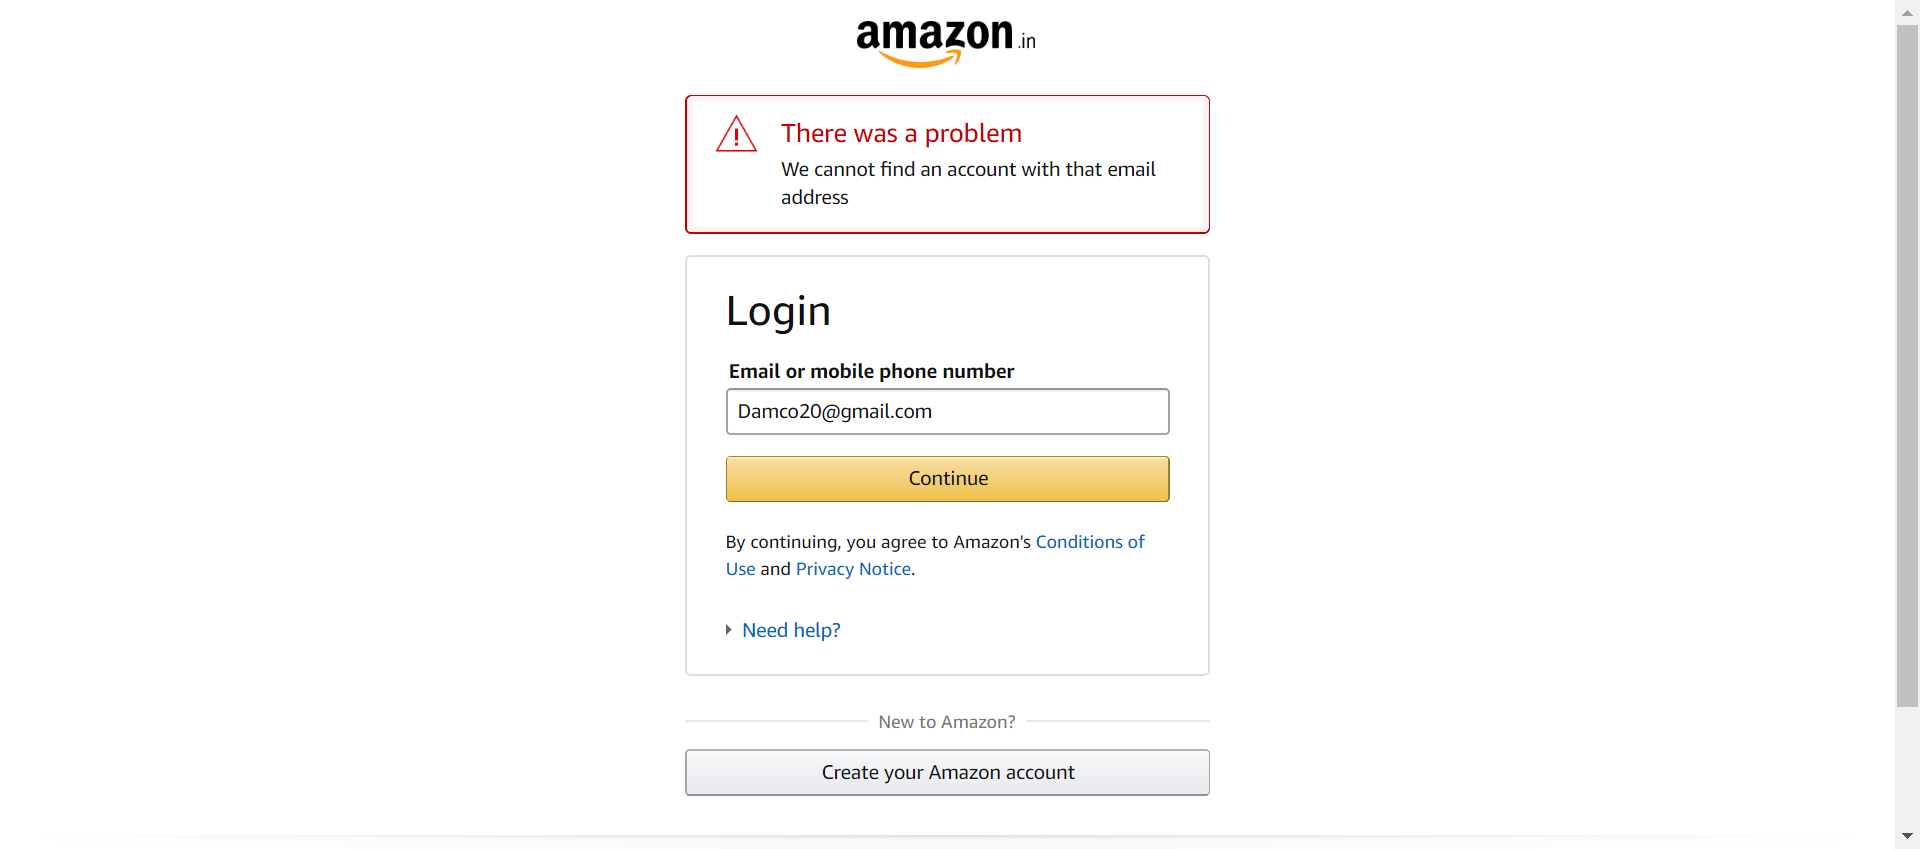 amazon.in
There was a problem
We cannot find an account with that email
address
Login
Email or mobile phone number
Damco20@gmail.com
Continue
By continuing, you agree to Amazon's Conditions of
Use and Privacy Notice.
Need help?
New to Amazon?
Create your Amazon account